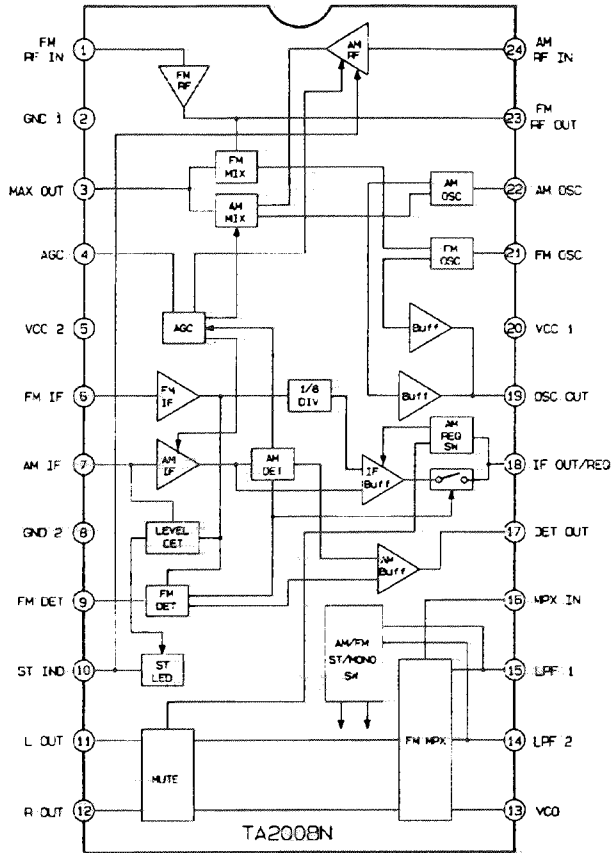 FM RF IN 1
GND 1 2
MAX OUT 3
AGC 4
VCC 2 5
FM IF 6
AM IF 7
GND 2 8
FM DET 9
ST IND 10
L OUT 11
R OUT 12
24 AM RF IN
23 FM RF OUT
22 AM OSC
21 FM OSC
20 VCC 1
19 OSC OUT
18 IF OUT/REQ
17 DET OUT
16 MPX IN
15 LPF 1
14 LPF 2
13 VCO
FM RF
AM RF
FM MIX
AM MIX
AM OSC
FM OSC
AGC
Buff
Buff
FM IF
1/8 DIV
AM IF
AM DET
IF Buff
AM REQ SW
LEVEL DET
AM Buff
FM DET
ST LED
AM/FM ST/MONO SW
MUTE
FM MPX
TA2008N